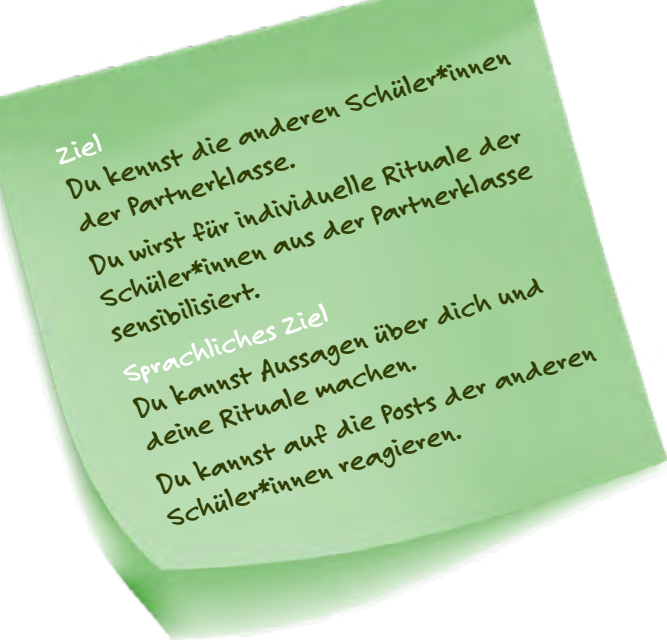 Ziel
Du kennst die anderen Schüler*innen
der Partnerklasse.
Du wirst für individuelle Rituale der
Schüler*innen aus der Partnerklasse
sensibilisiert.
Sprachliches Ziel
Du kannst Aussagen über dich und
deine Rituale machen.
Du kannst auf die Posts der anderen
Schüler*innen reagieren.